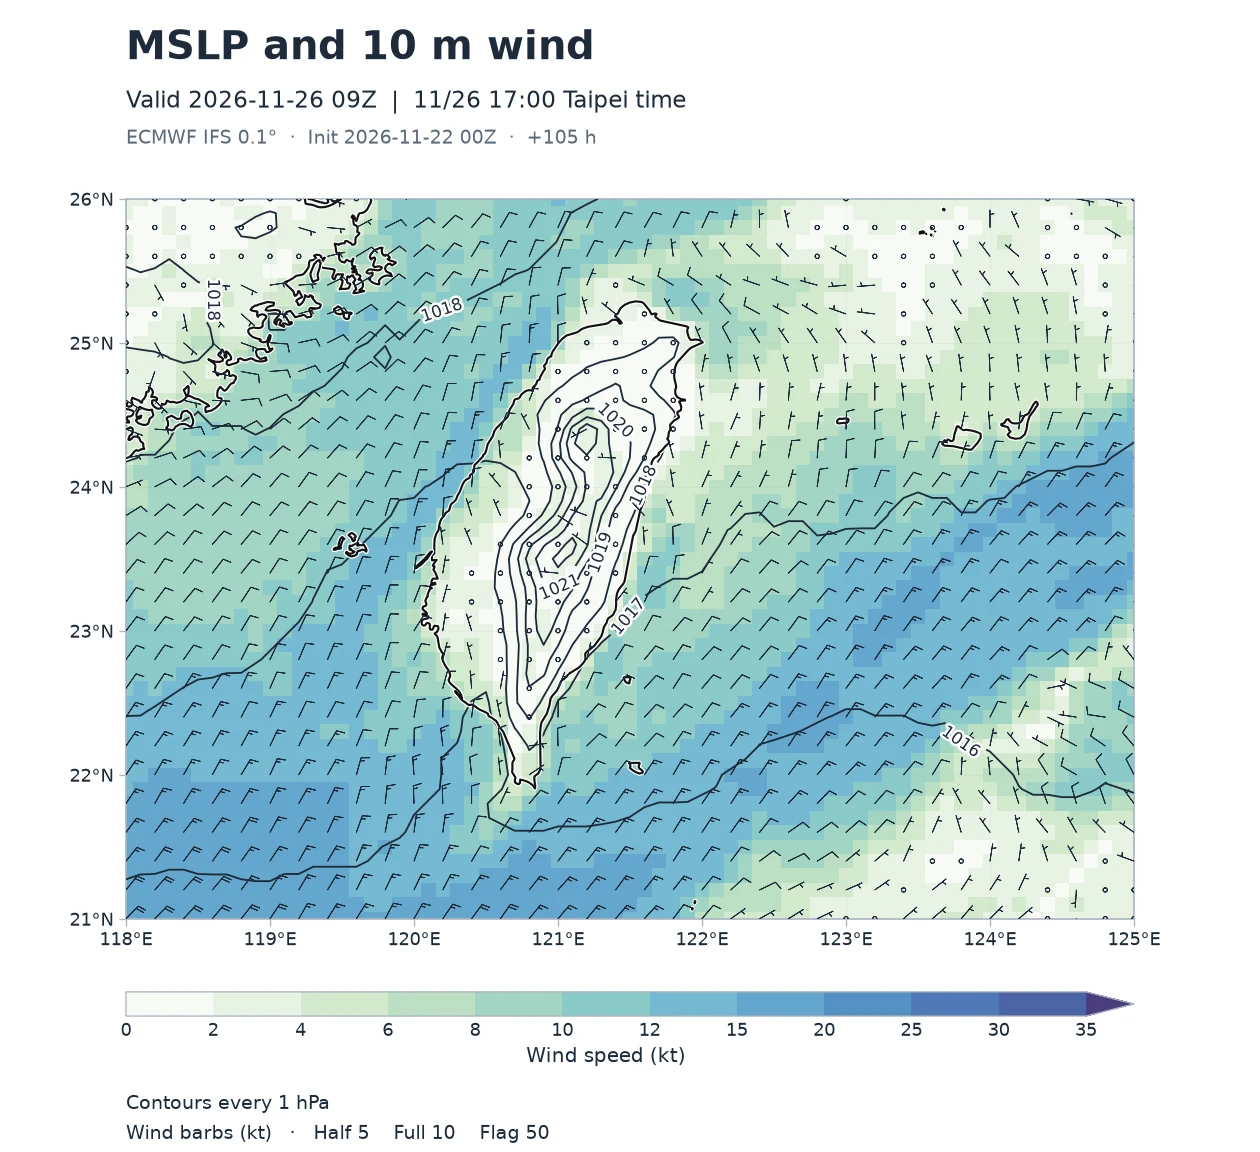 MSLP and 10 m wind
Valid 2026-11-26 09Z | 11/26 17:00 Taipei time
ECMWF IFS 0.1° · Init 2026-11-22 00Z · +105 h
26°N
25°N
24°N
23°N
22°N
21°N
1018
1018
1020
1018
1019
1021
1017
1016
118°E 119°E 120°E 121°E 122°E 123°E 124°E 125°E
0 2 4 6 8 10 12 15 20 25 30 35
Wind speed (kt)
Contours every 1 hPa
Wind barbs (kt) · Half 5 Full 10 Flag 50